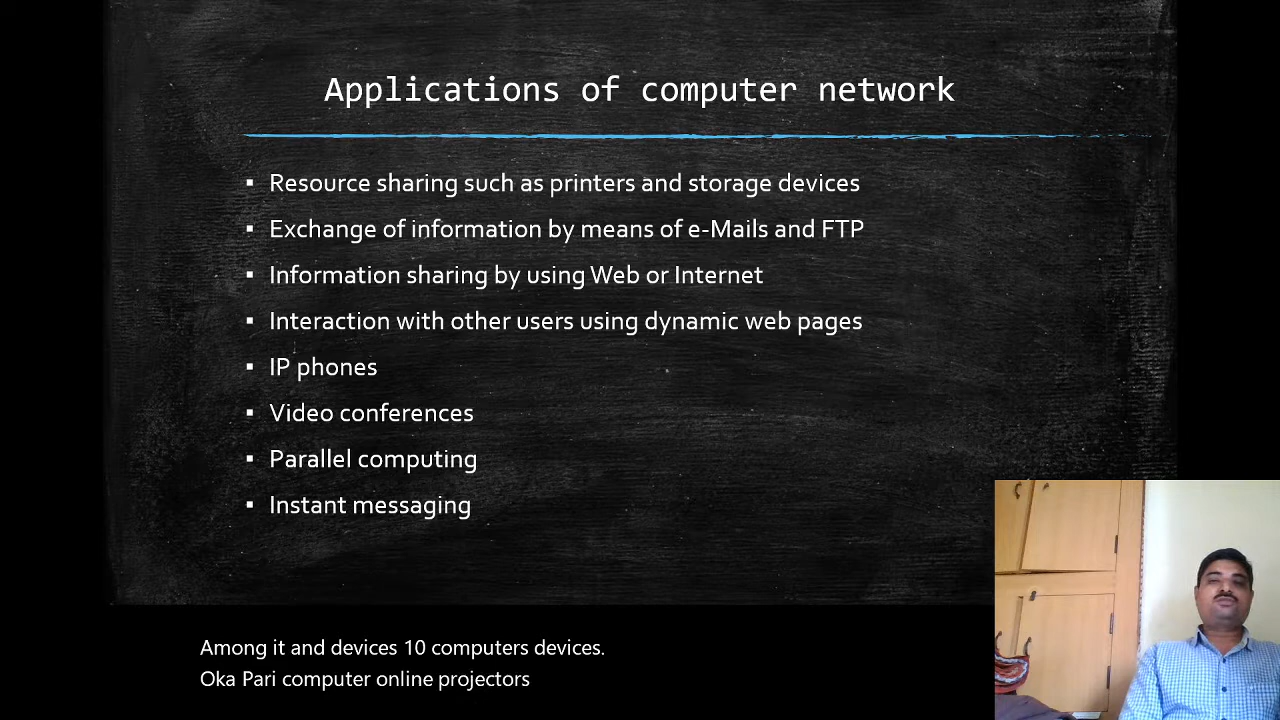 Applications of computer network
▪ Resource sharing such as printers and storage devices
▪ Exchange of information by means of e-Mails and FTP
▪ Information sharing by using Web or Internet
▪ Interaction with other users using dynamic web pages
▪ IP phones
▪ Video conferences
▪ Parallel computing
▪ Instant messaging
Among it and devices 10 computers devices.
Oka Pari computer online projectors